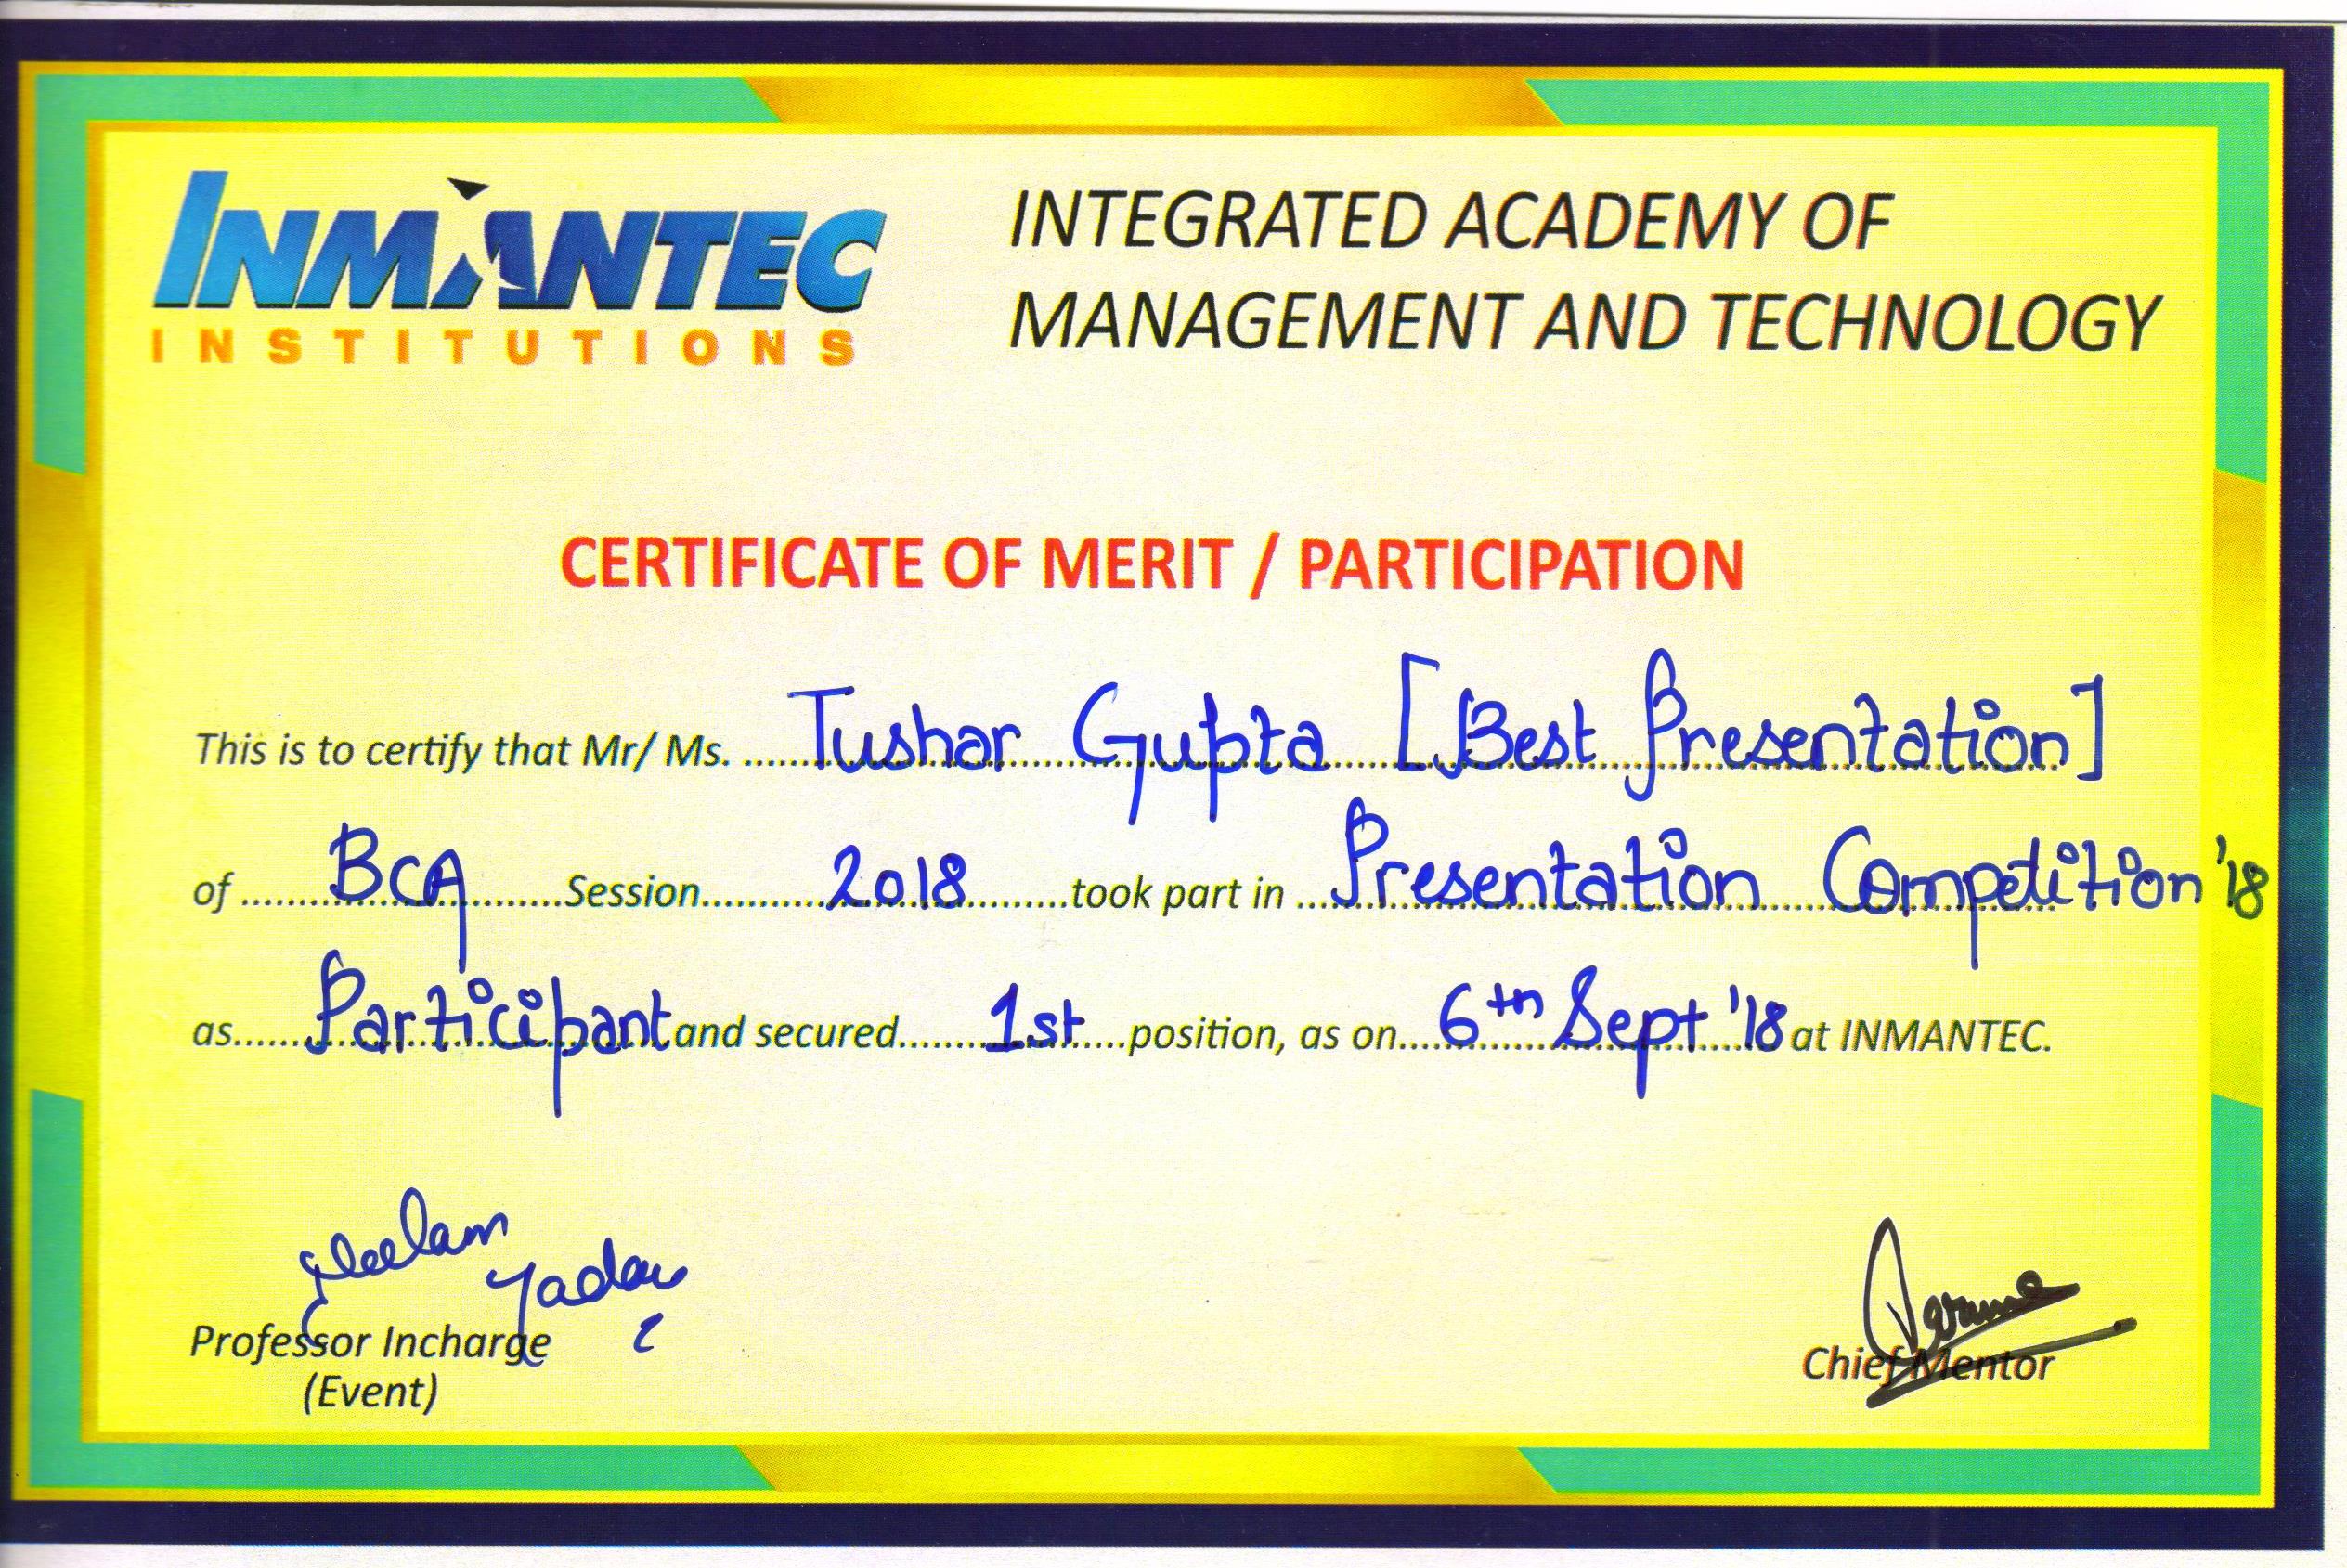 INMANTEC
INSTITUTIONS
INTEGRATED ACADEMY OF
MANAGEMENT AND TECHNOLOGY
CERTIFICATE OF MERIT / PARTICIPATION
This is to certify that Mr/ Ms. Tushar Gupta [Best Presentation]
of BCA Session 2018 took part in Presentation Competition '18
as Participant and secured 1st position, as on 6th Sept '18 at INMANTEC.
Neelam
Yadav
Professor Incharge
(Event)
Chief Mentor